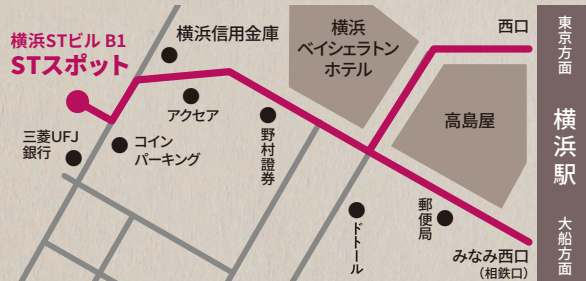 横浜STビル B1
STスポット
横浜信用金庫
横浜
ベイシェラトン
ホテル
西口
東京方面
アクセア
高島屋
横浜駅
三菱UFJ
銀行
コイン
パーキング
野村證券
郵便局
ドトール
みなみ西口
（相鉄口）
大船方面